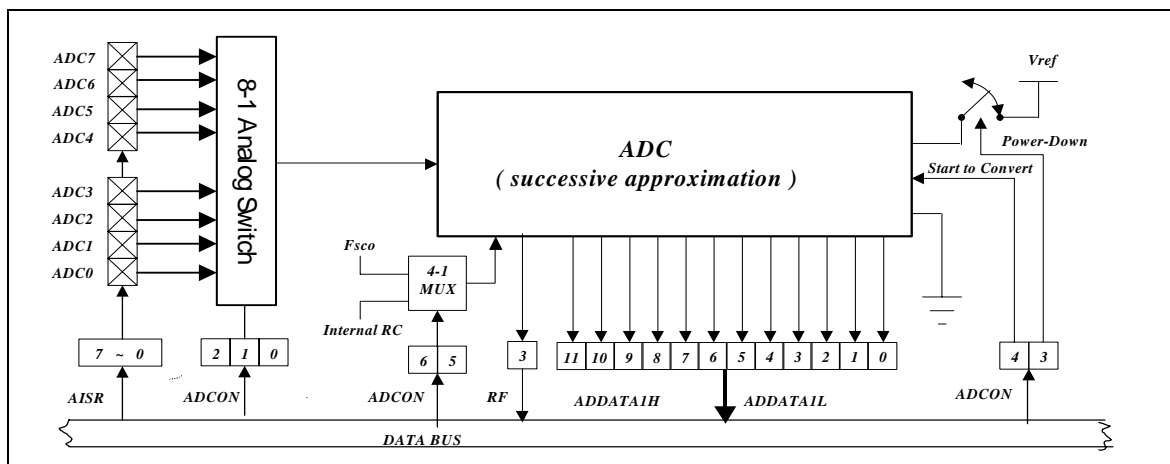 ADC7
ADC6
ADC5
ADC4
ADC3
ADC2
ADC1
ADC0
8-1 Analog Switch
ADC
( successive approximation )
Vref
Power-Down
Start to Convert
Fsco
4-1
MUX
Internal RC
7 ~ 0
2 1 0
6 5
3
11 10 9 8 7 6 5 4 3 2 1 0
4 3
AISR
ADCON
ADCON
RF
ADDATA1H
ADDATA1L
ADCON
DATA BUS